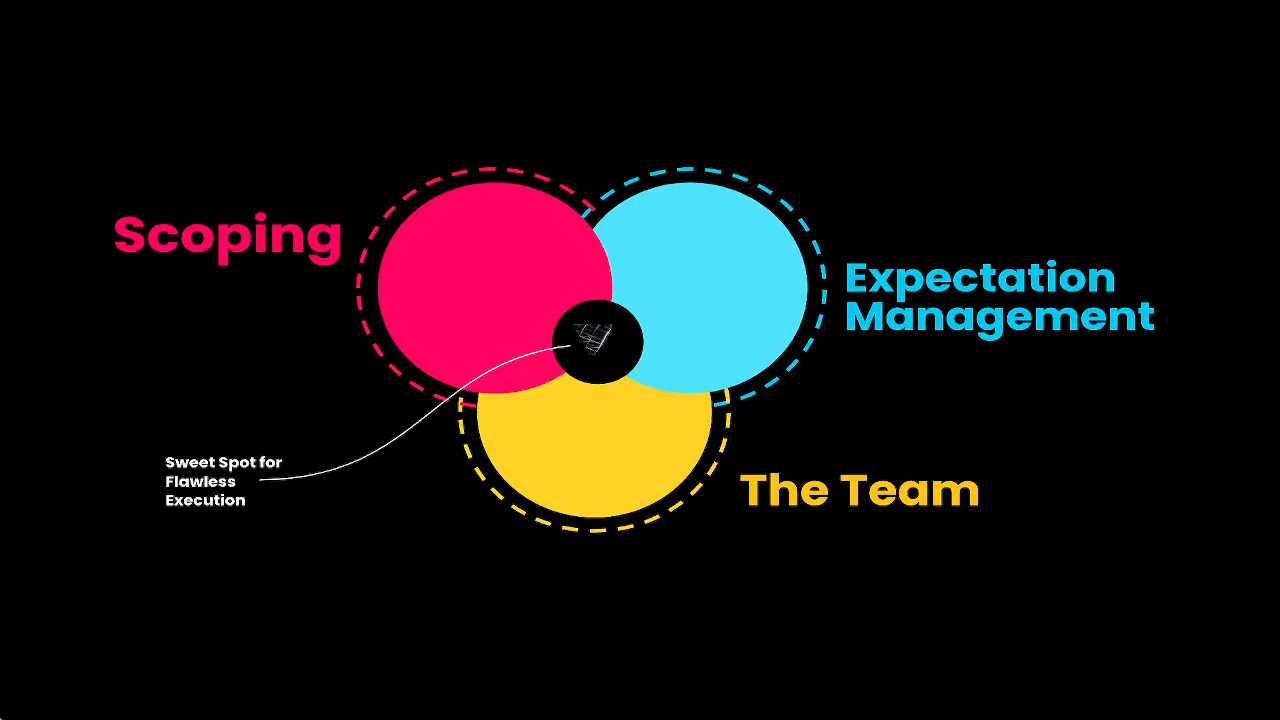 Scoping
Expectation
Management
Sweet Spot for
Flawless
Execution
The Team